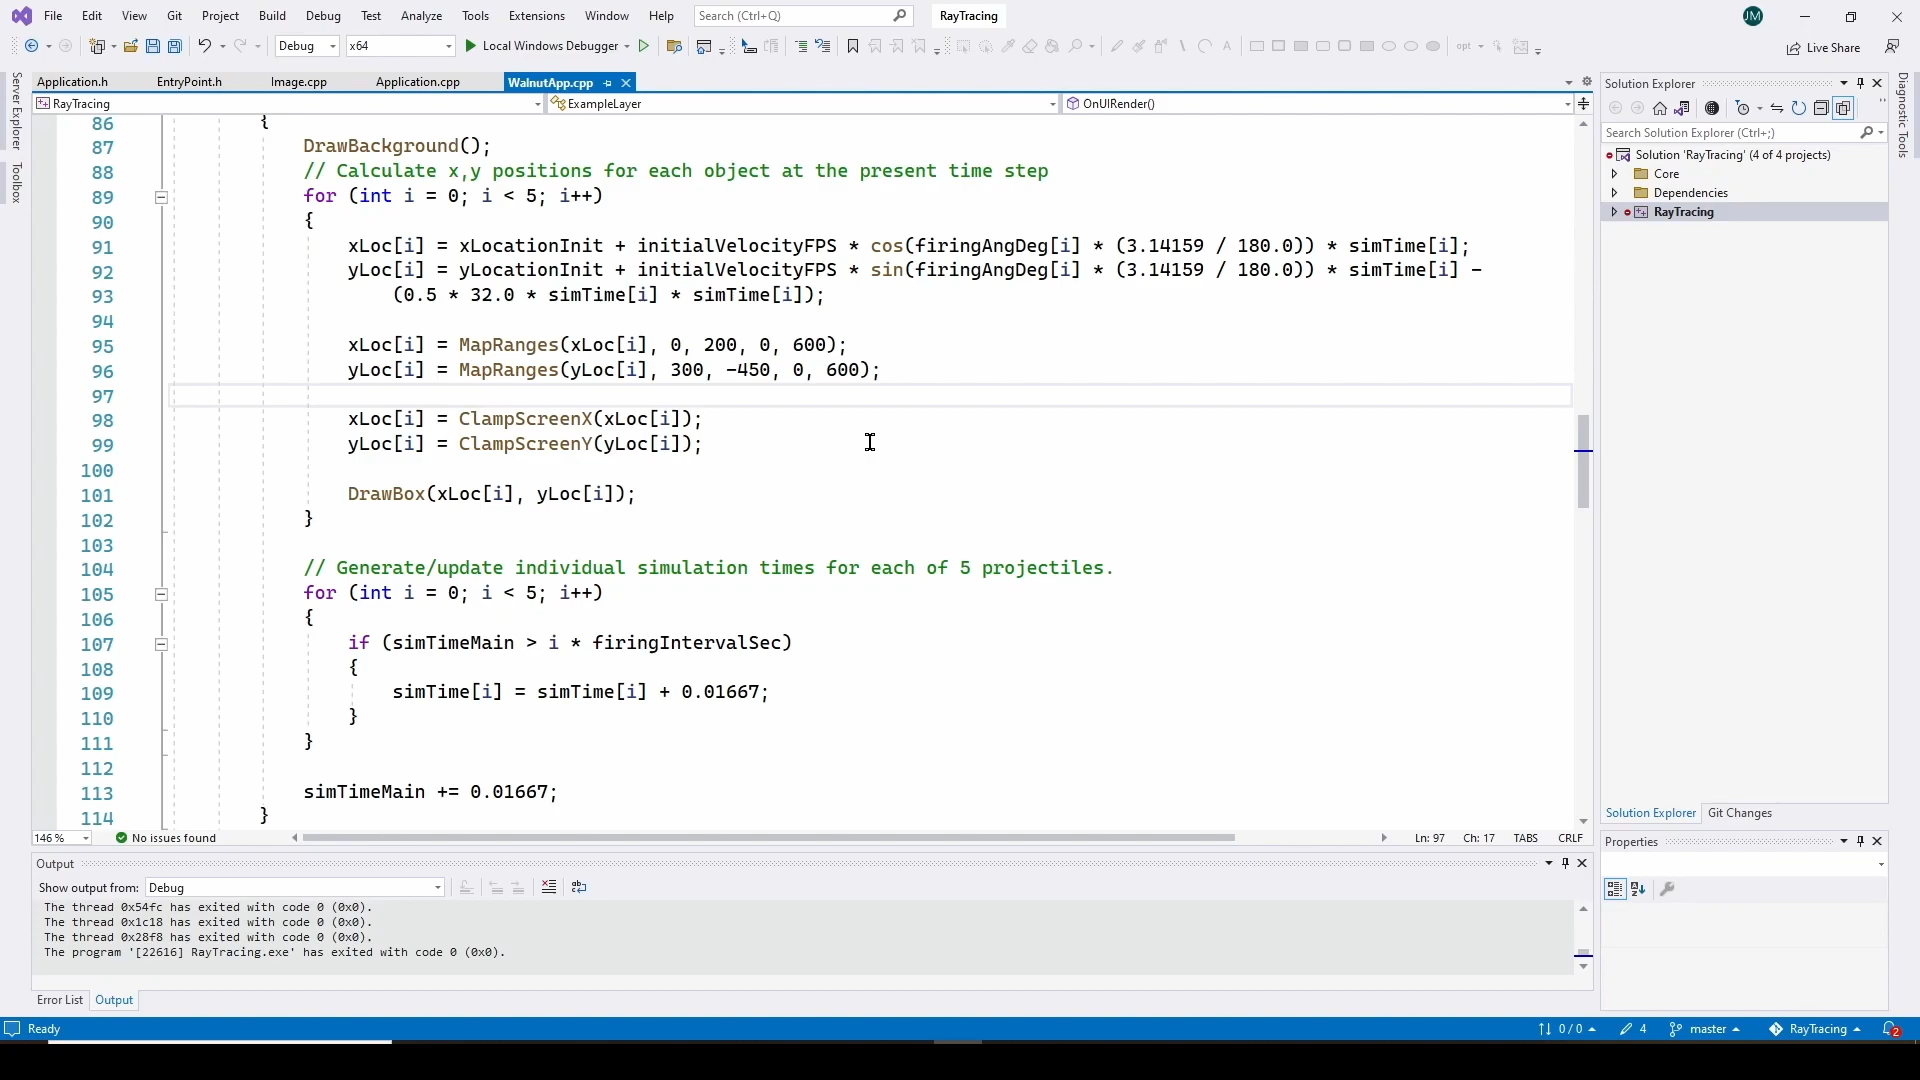 File Edit View Git Project Build Debug Test Analyze Tools Extensions Window Help Search (Ctrl+Q) RayTracing JM
Debug x64 Local Windows Debugger opt Live Share
Server Explorer
Toolbox
Application.h EntryPoint.h Image.cpp Application.cpp WalnutApp.cpp
RayTracing ExampleLayer OnUIRender()
86 {
87 DrawBackground();
88 // Calculate x,y positions for each object at the present time step
89 for (int i = 0; i < 5; i++)
90 {
91 xLoc[i] = xLocationInit + initialVelocityFPS * cos(firingAngDeg[i] * (3.14159 / 180.0)) * simTime[i];
92 yLoc[i] = yLocationInit + initialVelocityFPS * sin(firingAngDeg[i] * (3.14159 / 180.0)) * simTime[i] -
93 (0.5 * 32.0 * simTime[i] * simTime[i]);
94
95 xLoc[i] = MapRanges(xLoc[i], 0, 200, 0, 600);
96 yLoc[i] = MapRanges(yLoc[i], 300, -450, 0, 600);
97
98 xLoc[i] = ClampScreenX(xLoc[i]);
99 yLoc[i] = ClampScreenY(yLoc[i]);
100
101 DrawBox(xLoc[i], yLoc[i]);
102 }
103
104 // Generate/update individual simulation times for each of 5 projectiles.
105 for (int i = 0; i < 5; i++)
106 {
107 if (simTimeMain > i * firingIntervalSec)
108 {
109 simTime[i] = simTime[i] + 0.01667;
110 }
111 }
112
113 simTimeMain += 0.01667;
114 }
146 % No issues found Ln: 97 Ch: 17 TABS CRLF
Output
Show output from: Debug
The thread 0x54fc has exited with code 0 (0x0).
The thread 0x1c18 has exited with code 0 (0x0).
The thread 0x28f8 has exited with code 0 (0x0).
The program '[22616] RayTracing.exe' has exited with code 0 (0x0).
Error List Output
Solution Explorer
Search Solution Explorer (Ctrl+;)
Solution 'RayTracing' (4 of 4 projects)
Core
Dependencies
RayTracing
Solution Explorer Git Changes
Properties
Diagnostic Tools
Ready 0 / 0 4 master RayTracing 2